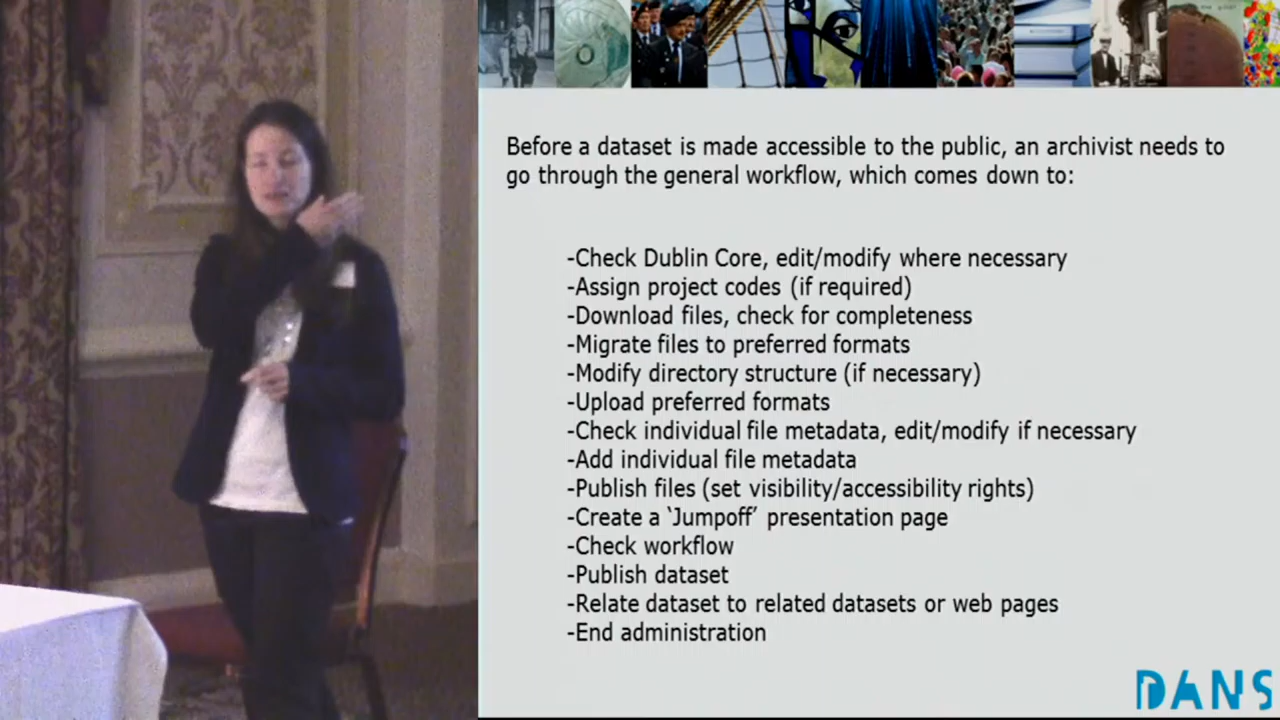 Before a dataset is made accessible to the public, an archivist needs to
go through the general workflow, which comes down to:
-Check Dublin Core, edit/modify where necessary
-Assign project codes (if required)
-Download files, check for completeness
-Migrate files to preferred formats
-Modify directory structure (if necessary)
-Upload preferred formats
-Check individual file metadata, edit/modify if necessary
-Add individual file metadata
-Publish files (set visibility/accessibility rights)
-Create a ‘Jumpoff’ presentation page
-Check workflow
-Publish dataset
-Relate dataset to related datasets or web pages
-End administration
DANS